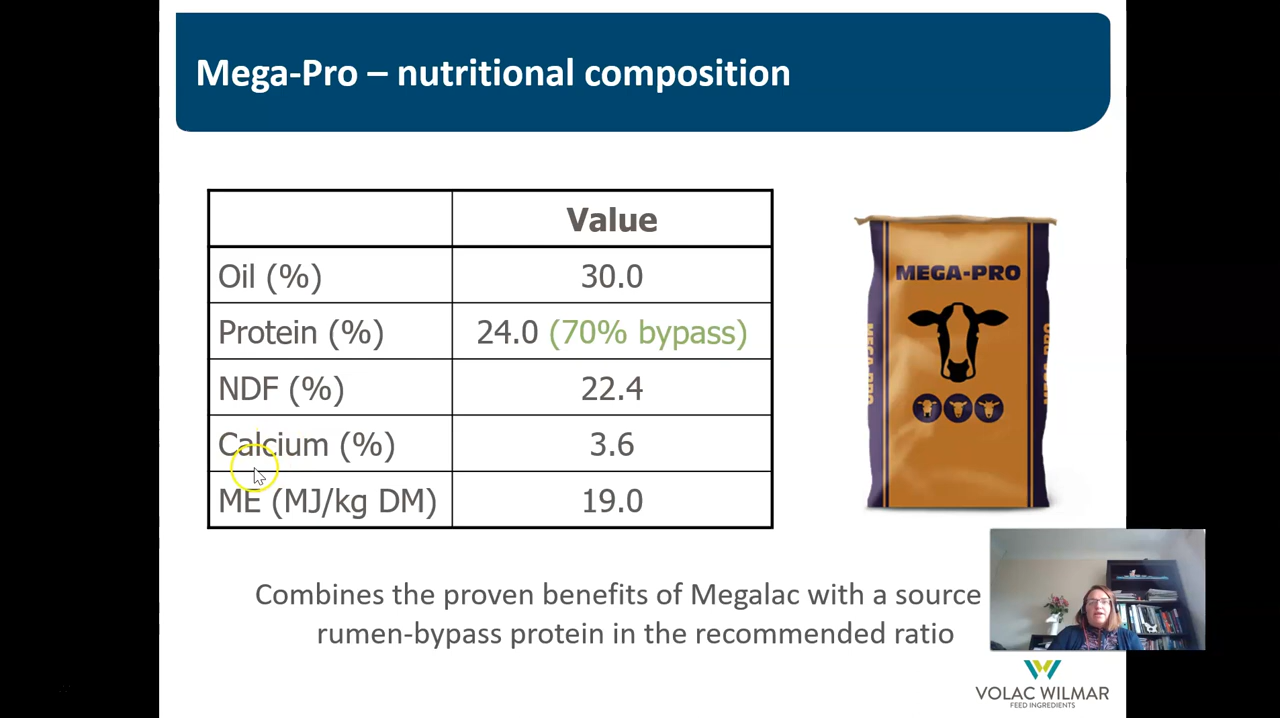 Mega-Pro – nutritional composition
Value
Oil (%) 30.0
Protein (%) 24.0 (70% bypass)
NDF (%) 22.4
Calcium (%) 3.6
ME (MJ/kg DM) 19.0
MEGA-PRO
MEGA-PRO
Combines the proven benefits of Megalac with a source
rumen-bypass protein in the recommended ratio
VOLAC WILMAR
FEED INGREDIENTS